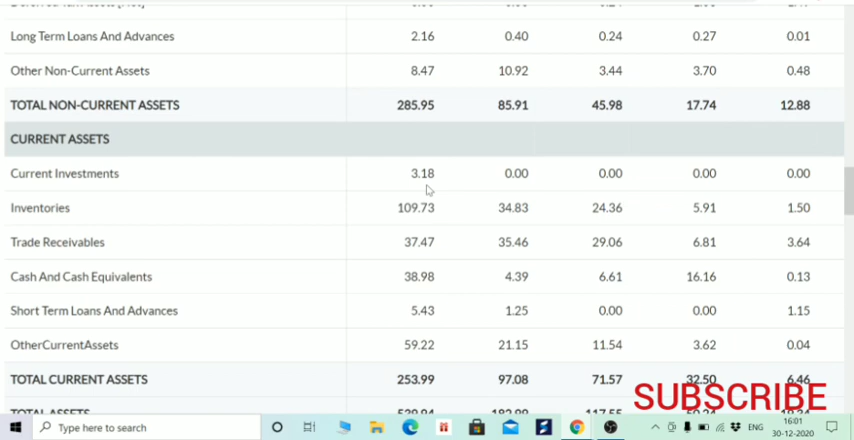 Long Term Loans And Advances 2.16 0.40 0.24 0.27 0.01
Other Non-Current Assets 8.47 10.92 3.44 3.70 0.48
TOTAL NON-CURRENT ASSETS 285.95 85.91 45.98 17.74 12.88
CURRENT ASSETS
Current Investments 3.18 0.00 0.00 0.00 0.00
Inventories 109.73 34.83 24.36 5.91 1.50
Trade Receivables 37.47 35.46 29.06 6.81 3.64
Cash And Cash Equivalents 38.98 4.39 6.61 16.16 0.13
Short Term Loans And Advances 5.43 1.25 0.00 0.00 1.15
OtherCurrentAssets 59.22 21.15 11.54 3.62 0.04
TOTAL CURRENT ASSETS 253.99 97.08 71.57 32.50 6.46
SUBSCRIBE
TOTAL ASSETS
Type here to search
ENG
16:01
30-12-2020